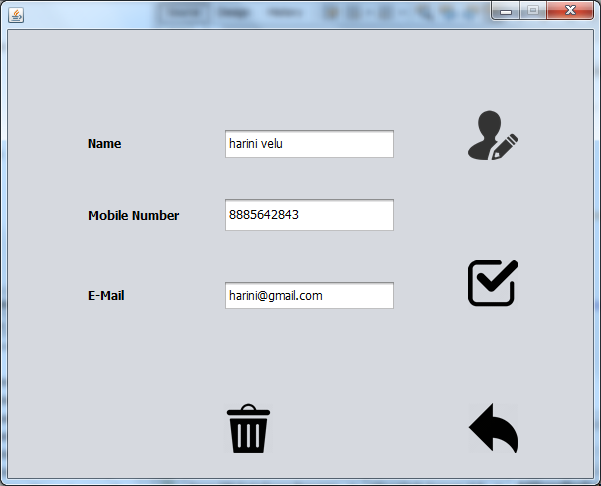 Name
harini velu
Mobile Number
8885642843
E-Mail
harini@gmail.com